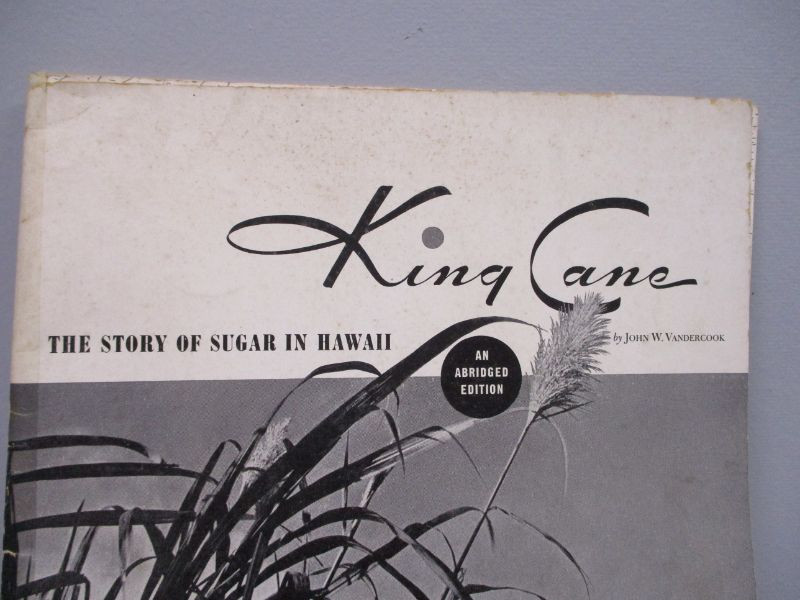 King Cane
THE STORY OF SUGAR IN HAWAII
by JOHN W. VANDERCOOK
AN
ABRIDGED
EDITION